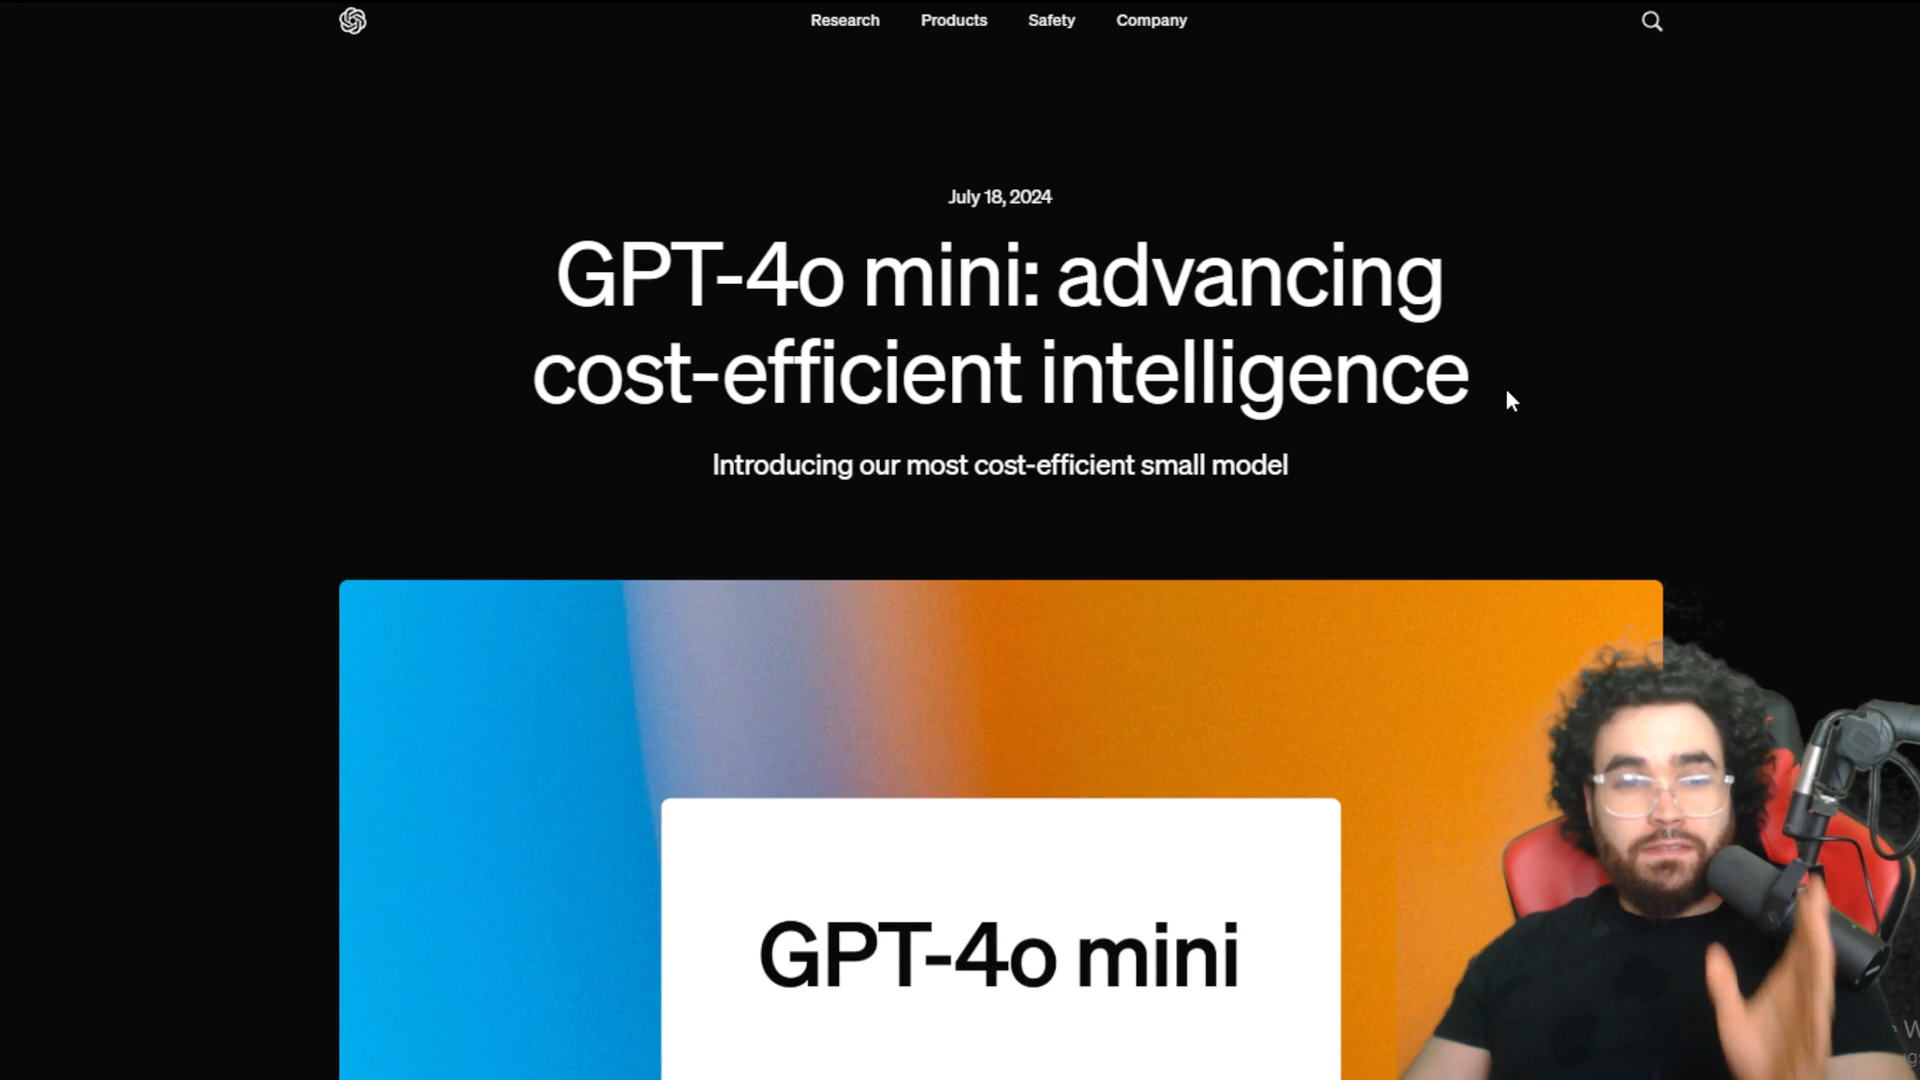 Research
Products
Safety
Company
July 18, 2024
GPT-4o mini: advancing
cost-efficient intelligence
Introducing our most cost-efficient small model
GPT-4o mini